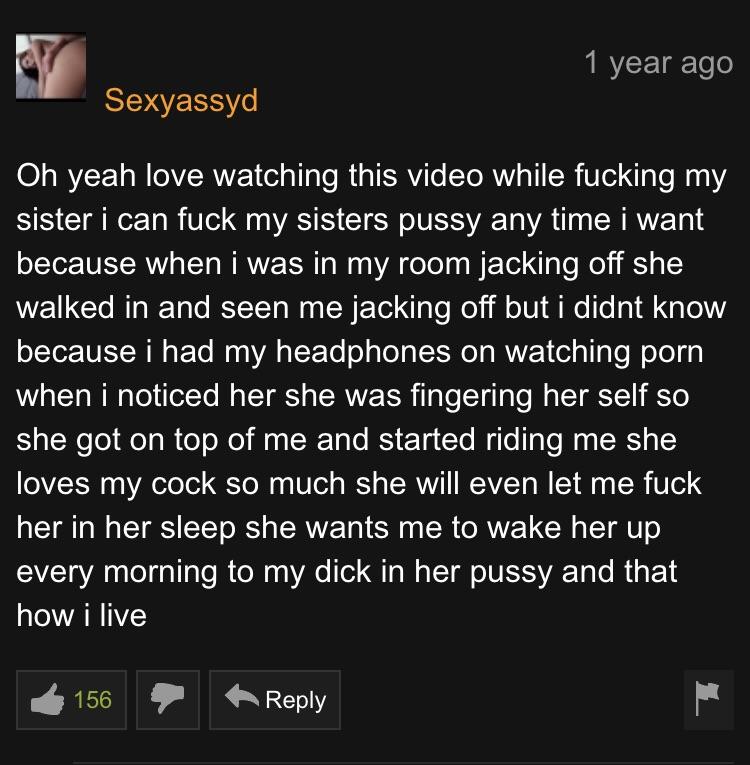 1 year ago
Sexyassyd
Oh yeah love watching this video while fucking my
sister i can fuck my sisters pussy any time i want
because when i was in my room jacking off she
walked in and seen me jacking off but i didnt know
because i had my headphones on watching porn
when i noticed her she was fingering her self so
she got on top of me and started riding me she
loves my cock so much she will even let me fuck
her in her sleep she wants me to wake her up
every morning to my dick in her pussy and that
how i live
156 Reply